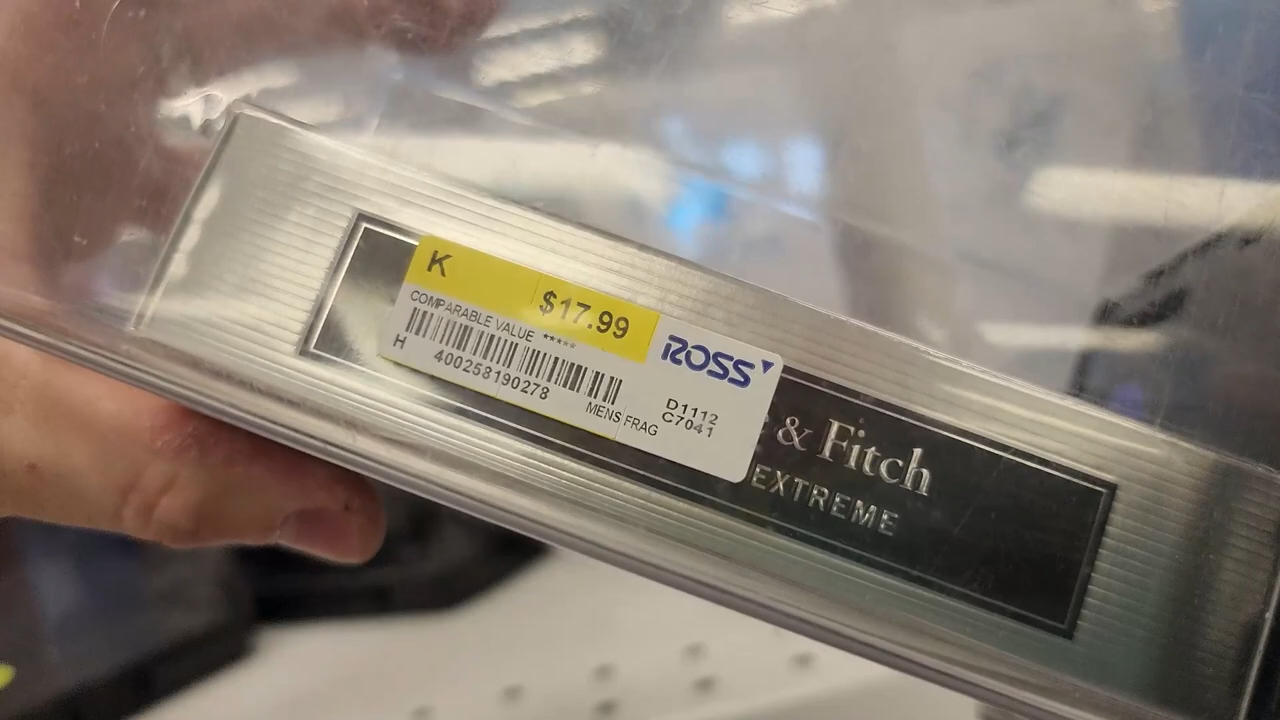 K
$17.99
COMPARABLE VALUE *****
H 400258190278
MENS FRAG
ROSS
D1112
C7041
& Fitch
EXTREME